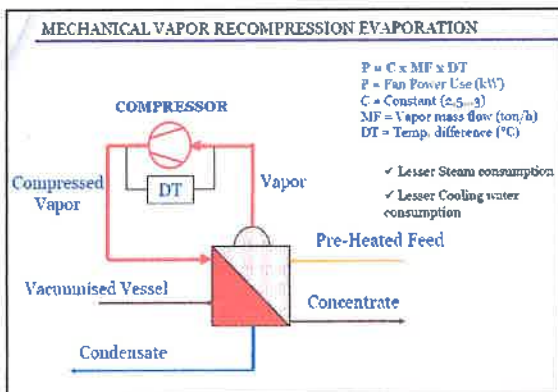 MECHANICAL VAPOR RECOMPRESSION EVAPORATION
P = C x MF x DT
P = Fan Power Use (kW)
C = Constant (2,5...3)
MF = Vapor mass flow (ton/h)
DT = Temp. difference (°C)
COMPRESSOR
✓ Lesser Steam consumption
✓ Lesser Cooling water
consumption
Compressed
Vapor
DT
Vapor
Pre-Heated Feed
Vacuumised Vessel
Concentrate
Condensate